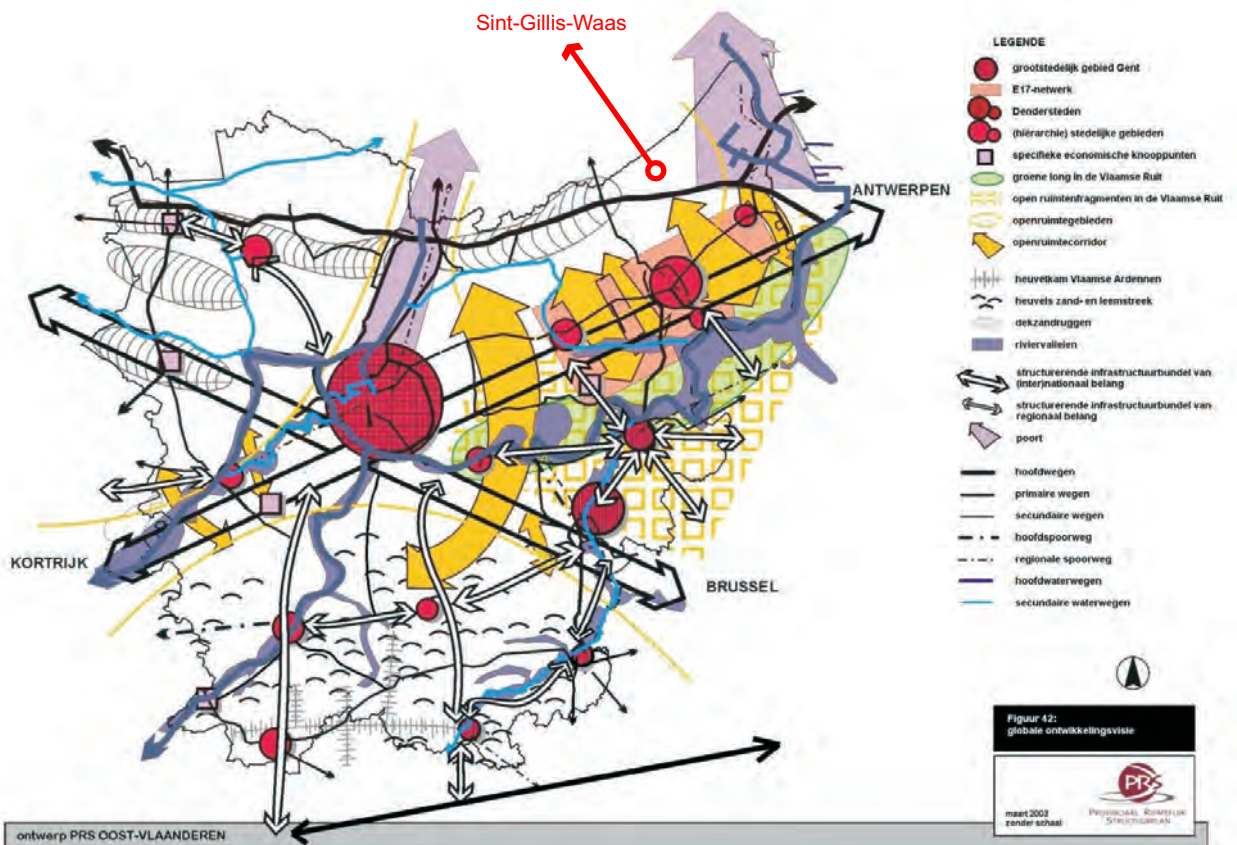 Sint-Gillis-Waas
ANTWERPEN
KORTRIJK
BRUSSEL
LEGENDE
grootstedelijk gebied Gent
E17-netwerk
Dendersteden
(hiërarchie) stedelijke gebieden
specifieke economische knooppunten
groene long in de Vlaamse Ruit
open ruimtenfragmenten in de Vlaamse Ruit
openruimtegebieden
openruimtecorridor
heuvelkam Vlaamse Ardennen
heuvels zand- en leemstreek
dekzandruggen
riviervalleien
structurerende infrastructuurbundel van
(inter)nationaal belang
structurerende infrastructuurbundel van
regionaal belang
poort
hoofdwegen
primaire wegen
secundaire wegen
hoofdspoorweg
regionale spoorweg
hoofdwaterwegen
secundaire waterwegen
Figuur 42:
globale ontwikkelingsvisie
maart 2003
zonder schaal
PRS
PROVINCIAAL RUIMTELIJK
STRUCTUURPLAN
ontwerp PRS OOST-VLAANDEREN